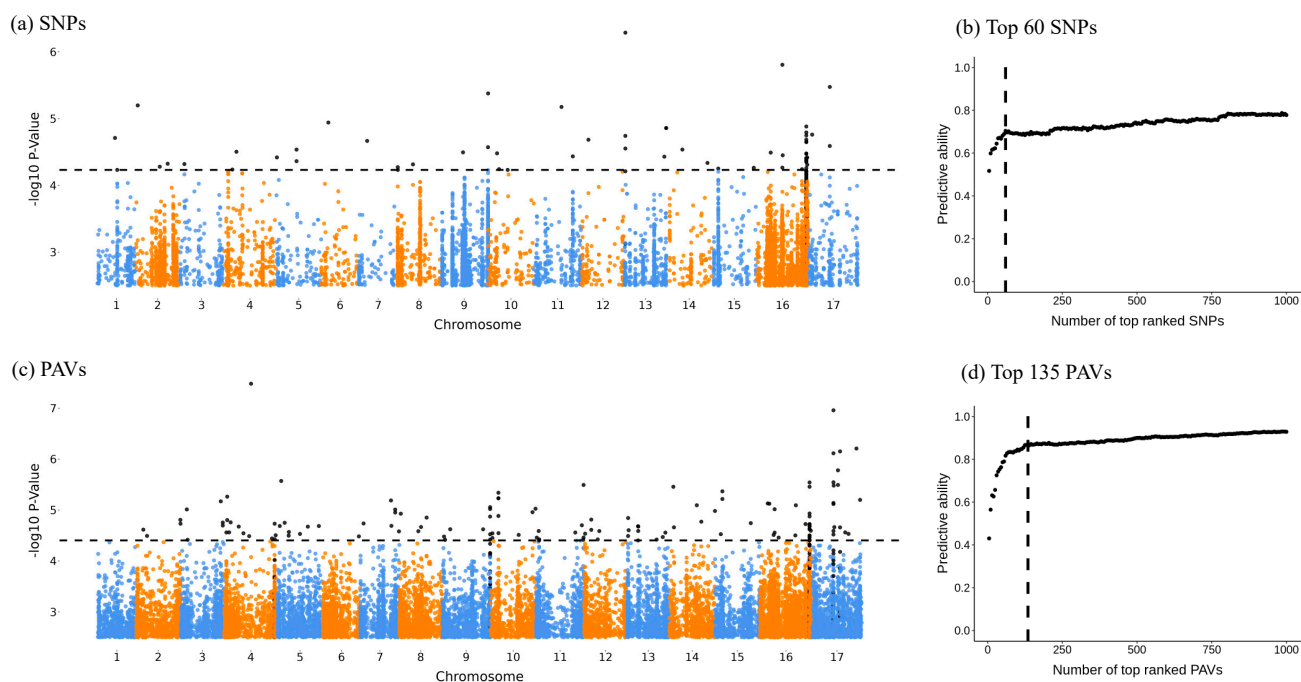 (a) SNPs
6
5
4
3
-log10 P-Value
1 2 3 4 5 6 7 8 9 10 11 12 13 14 15 16 17
Chromosome
(b) Top 60 SNPs
1.0
0.8
0.6
0.4
0.2
0.0
Predictive ability
0 250 500 750 1000
Number of top ranked SNPs
(c) PAVs
7
6
5
4
3
-log10 P-Value
1 2 3 4 5 6 7 8 9 10 11 12 13 14 15 16 17
Chromosome
(d) Top 135 PAVs
1.0
0.8
0.6
0.4
0.2
0.0
Predictive ability
0 250 500 750 1000
Number of top ranked PAVs